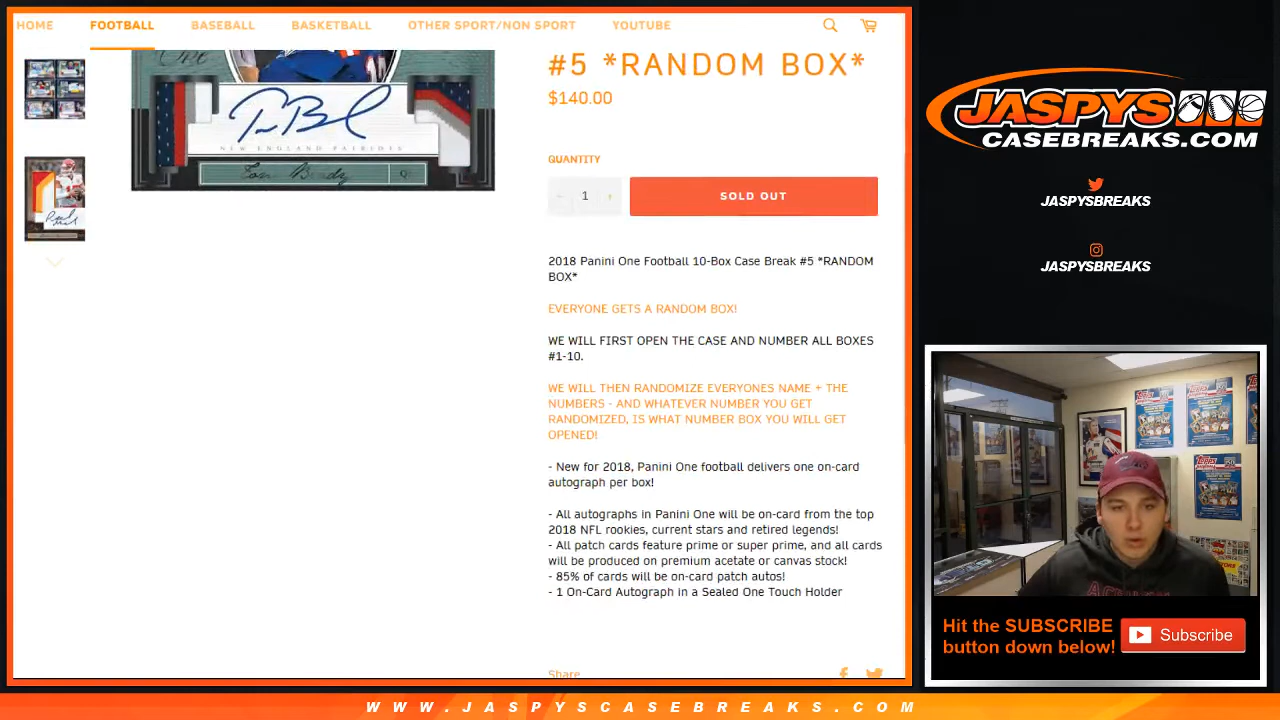 HOME FOOTBALL BASEBALL BASKETBALL OTHER SPORT/NON SPORT YOUTUBE
#5 *RANDOM BOX*
$140.00
QUANTITY
− 1 + SOLD OUT
NEW ENGLAND PATRIOTS
Tom Brady
2018 Panini One Football 10-Box Case Break #5 *RANDOM
BOX*
EVERYONE GETS A RANDOM BOX!
WE WILL FIRST OPEN THE CASE AND NUMBER ALL BOXES
#1-10.
WE WILL THEN RANDOMIZE EVERYONES NAME + THE
NUMBERS - AND WHATEVER NUMBER YOU GET
RANDOMIZED, IS WHAT NUMBER BOX YOU WILL GET
OPENED!
- New for 2018, Panini One football delivers one on-card
autograph per box!
- All autographs in Panini One will be on-card from the top
2018 NFL rookies, current stars and retired legends!
- All patch cards feature prime or super prime, and all cards
will be produced on premium acetate or canvas stock!
- 85% of cards will be on-card patch autos!
- 1 On-Card Autograph in a Sealed One Touch Holder
Share
JASPYS
CASEBREAKS.COM
JASPYSBREAKS
JASPYSBREAKS
Topps
Topps
Hit the SUBSCRIBE
button down below!
Subscribe
WWW.JASPYSCASEBREAKS.COM